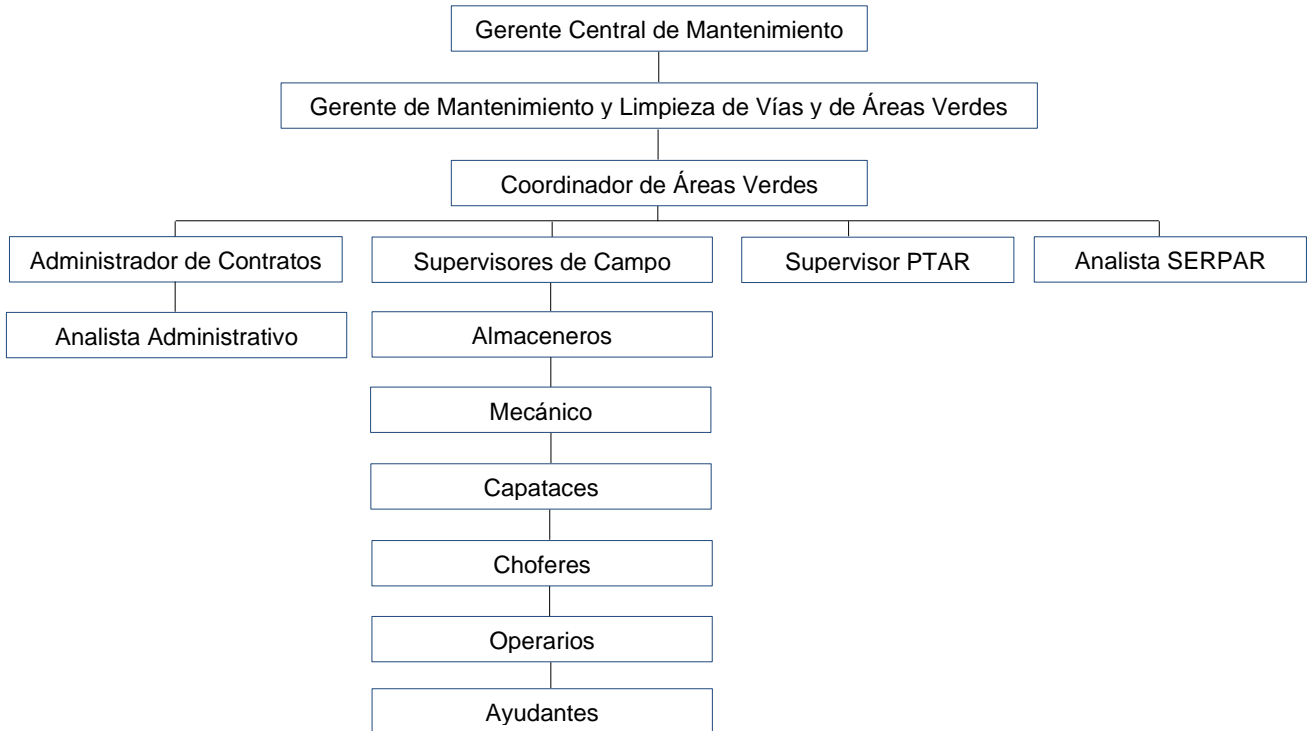 Gerente Central de Mantenimiento
Gerente de Mantenimiento y Limpieza de Vías y de Áreas Verdes
Coordinador de Áreas Verdes
Administrador de Contratos
Supervisores de Campo
Supervisor PTAR
Analista SERPAR
Analista Administrativo
Almaceneros
Mecánico
Capataces
Choferes
Operarios
Ayudantes